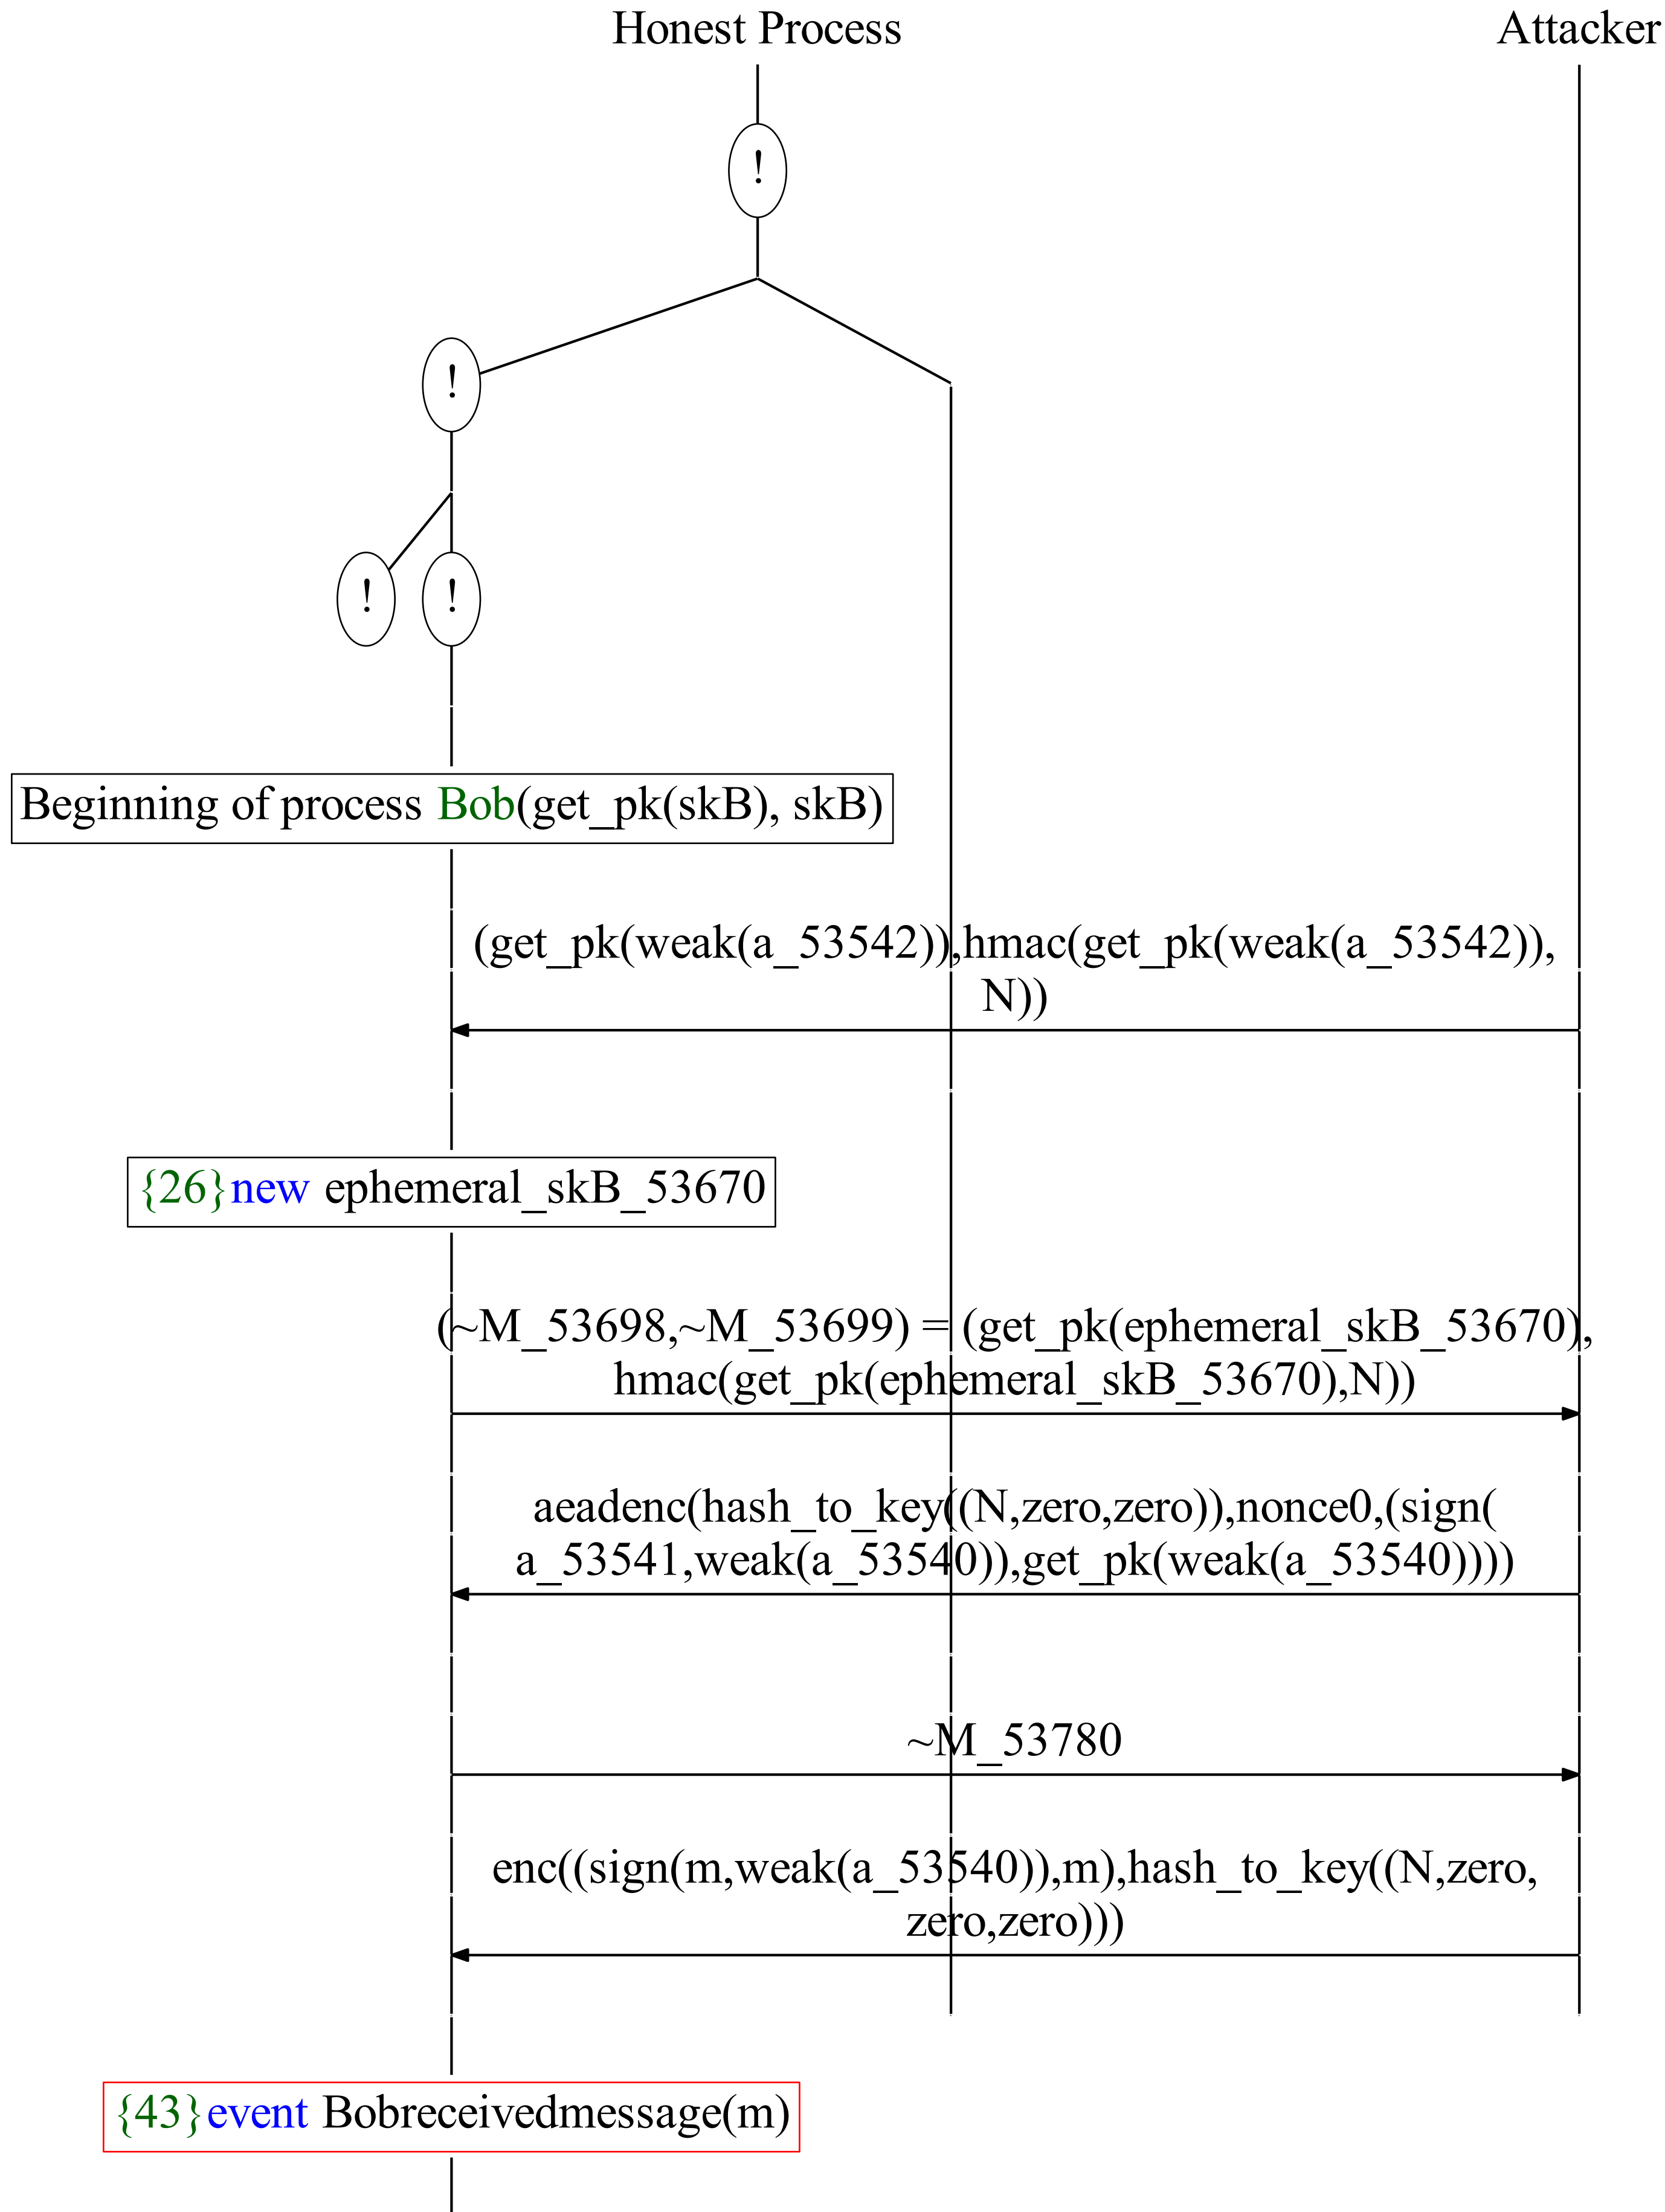 Honest Process
Attacker
!
!
!
!
Beginning of process Bob(get_pk(skB), skB)
(get_pk(weak(a_53542)),hmac(get_pk(weak(a_53542)),
N))
{26}new ephemeral_skB_53670
(~M_53698,~M_53699) = (get_pk(ephemeral_skB_53670),
hmac(get_pk(ephemeral_skB_53670),N))
aeadenc(hash_to_key((N,zero,zero)),nonce0,(sign(
a_53541,weak(a_53540)),get_pk(weak(a_53540))))
~M_53780
enc((sign(m,weak(a_53540)),m),hash_to_key((N,zero,
zero,zero)))
{43}event Bobreceivedmessage(m)